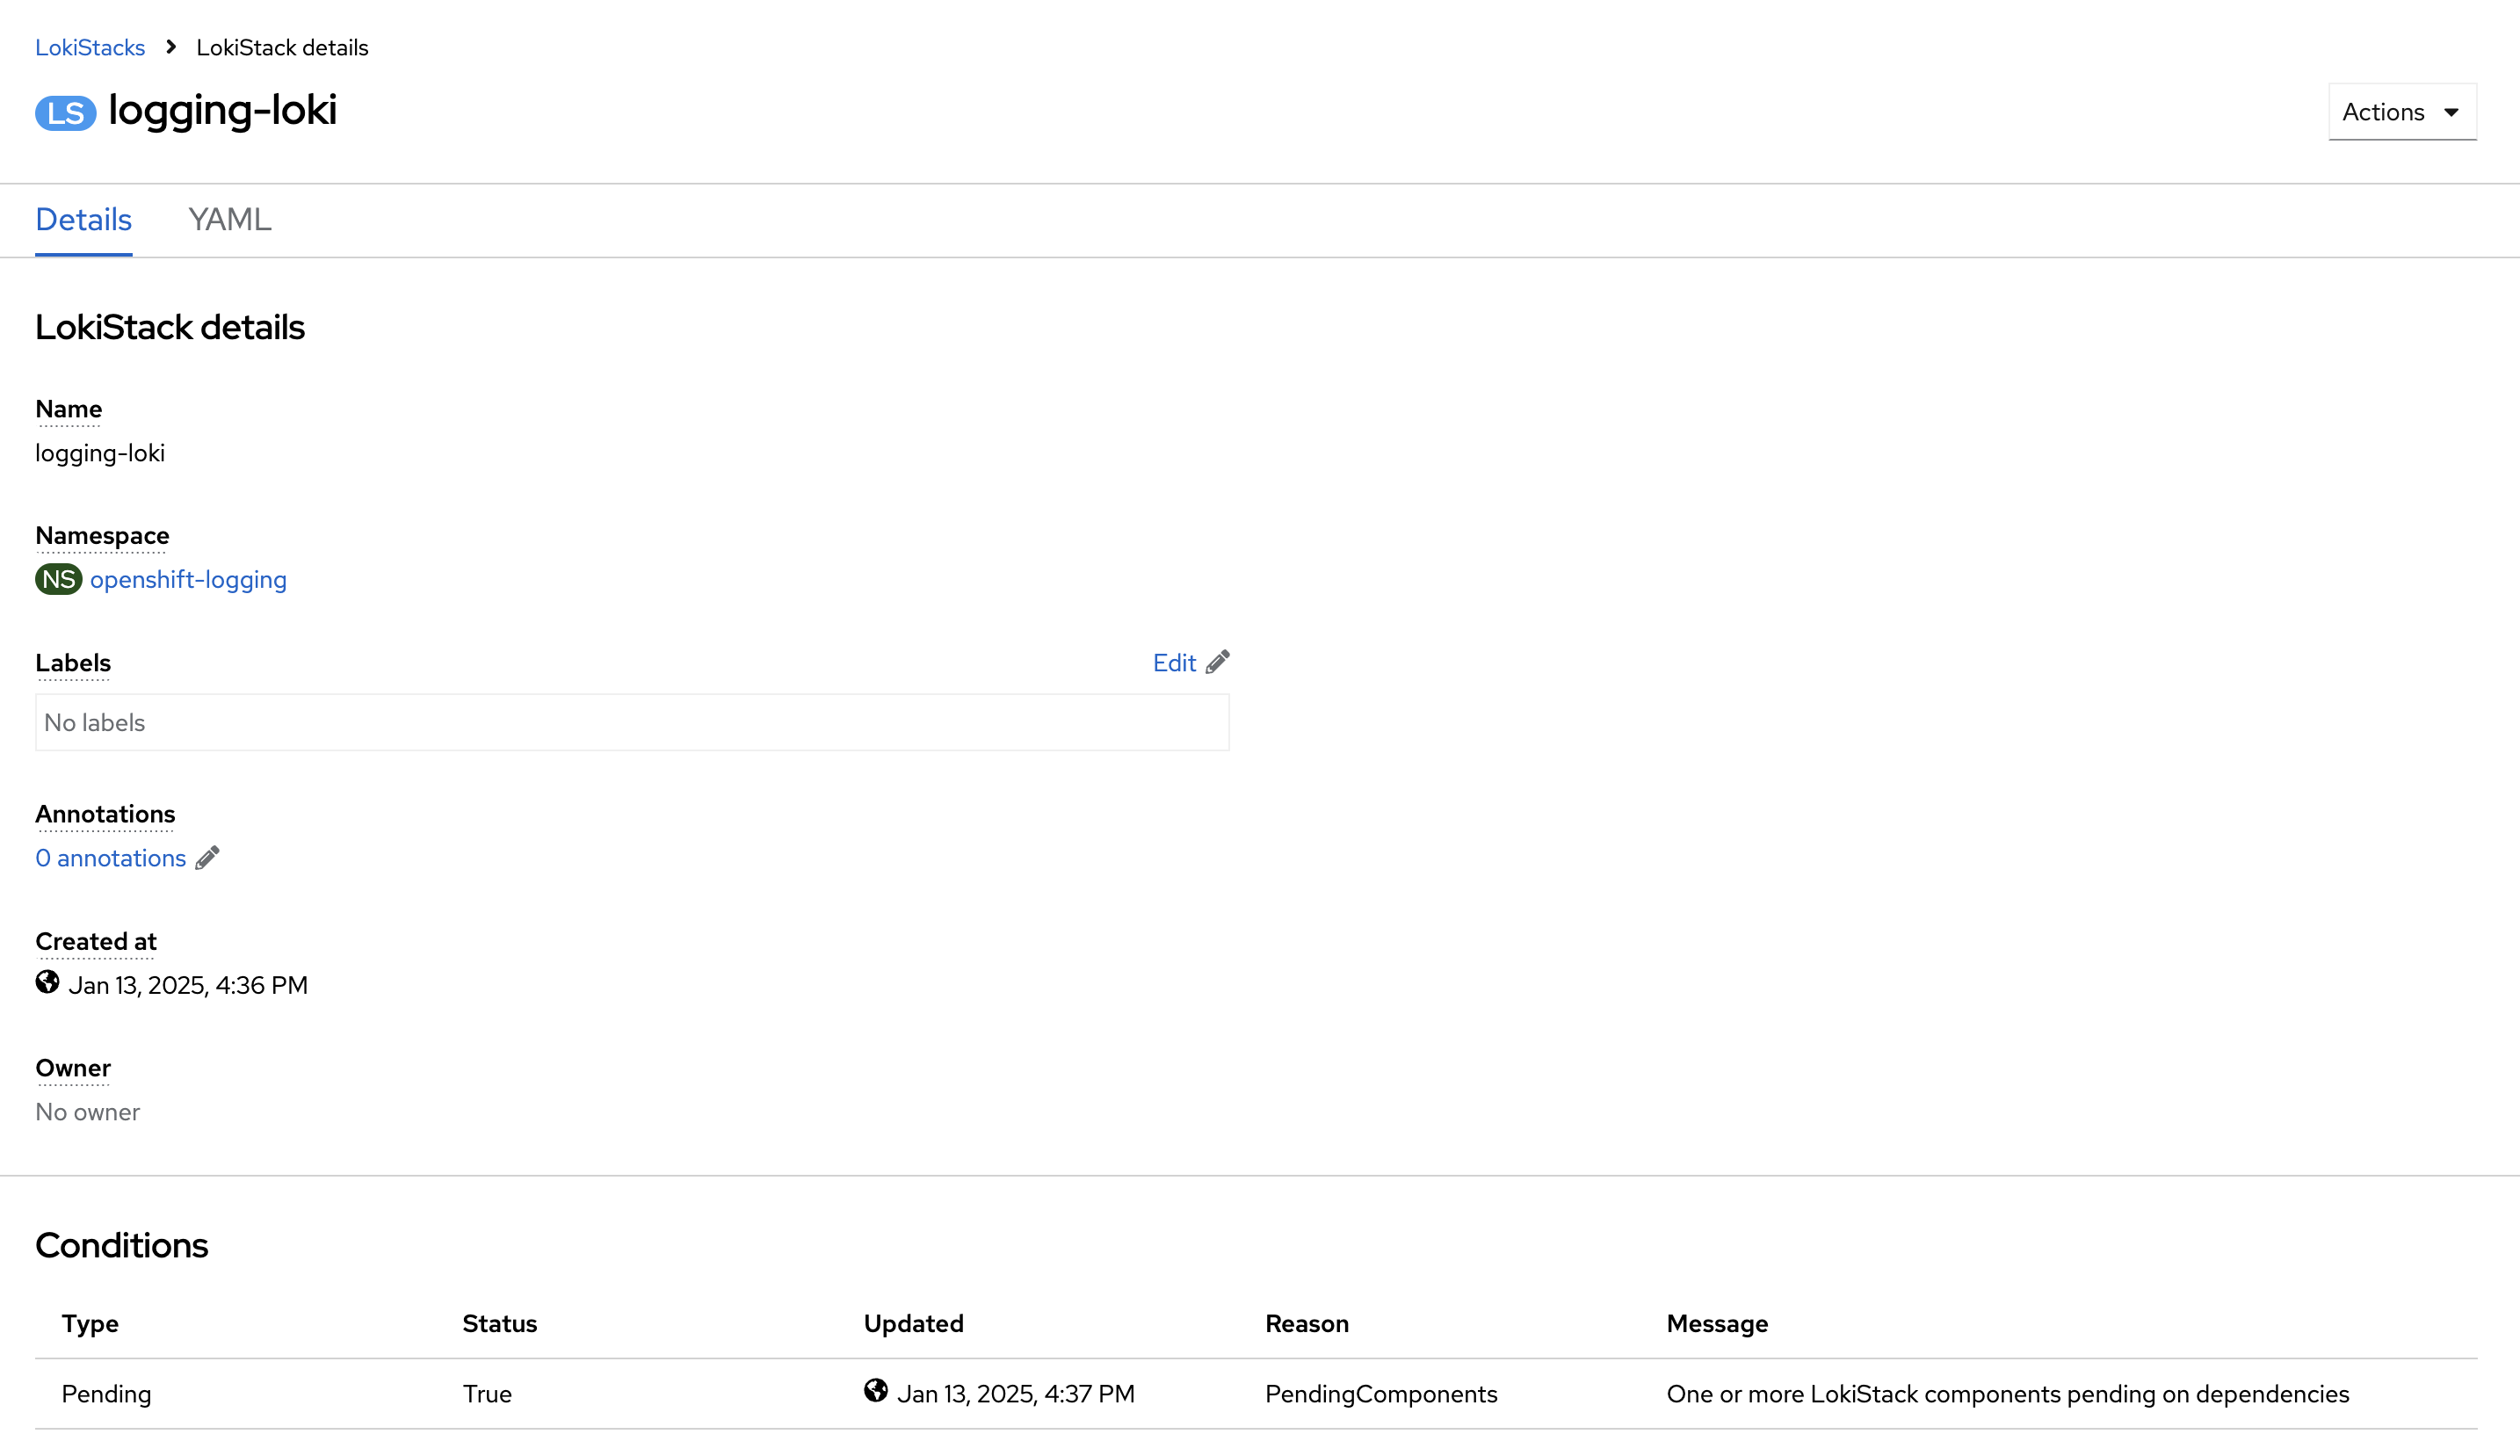 LokiStacks > LokiStack details
LS logging-loki
Actions
Details YAML
LokiStack details
Name
logging-loki
Namespace
NS openshift-logging
Labels Edit
No labels
Annotations
0 annotations
Created at
Jan 13, 2025, 4:36 PM
Owner
No owner
Conditions
Type Status Updated Reason Message
Pending True Jan 13, 2025, 4:37 PM PendingComponents One or more LokiStack components pending on dependencies